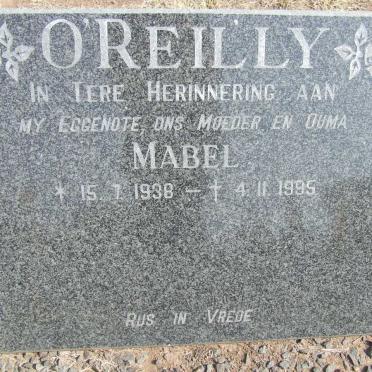 O'REILLY
IN TERE HERINNERING AAN
MY EGGENOTE, ONS MOEDER EN OUMA
MABEL
* 15. 7. 1938 – † 4. 11. 1995
RUS IN VREDE